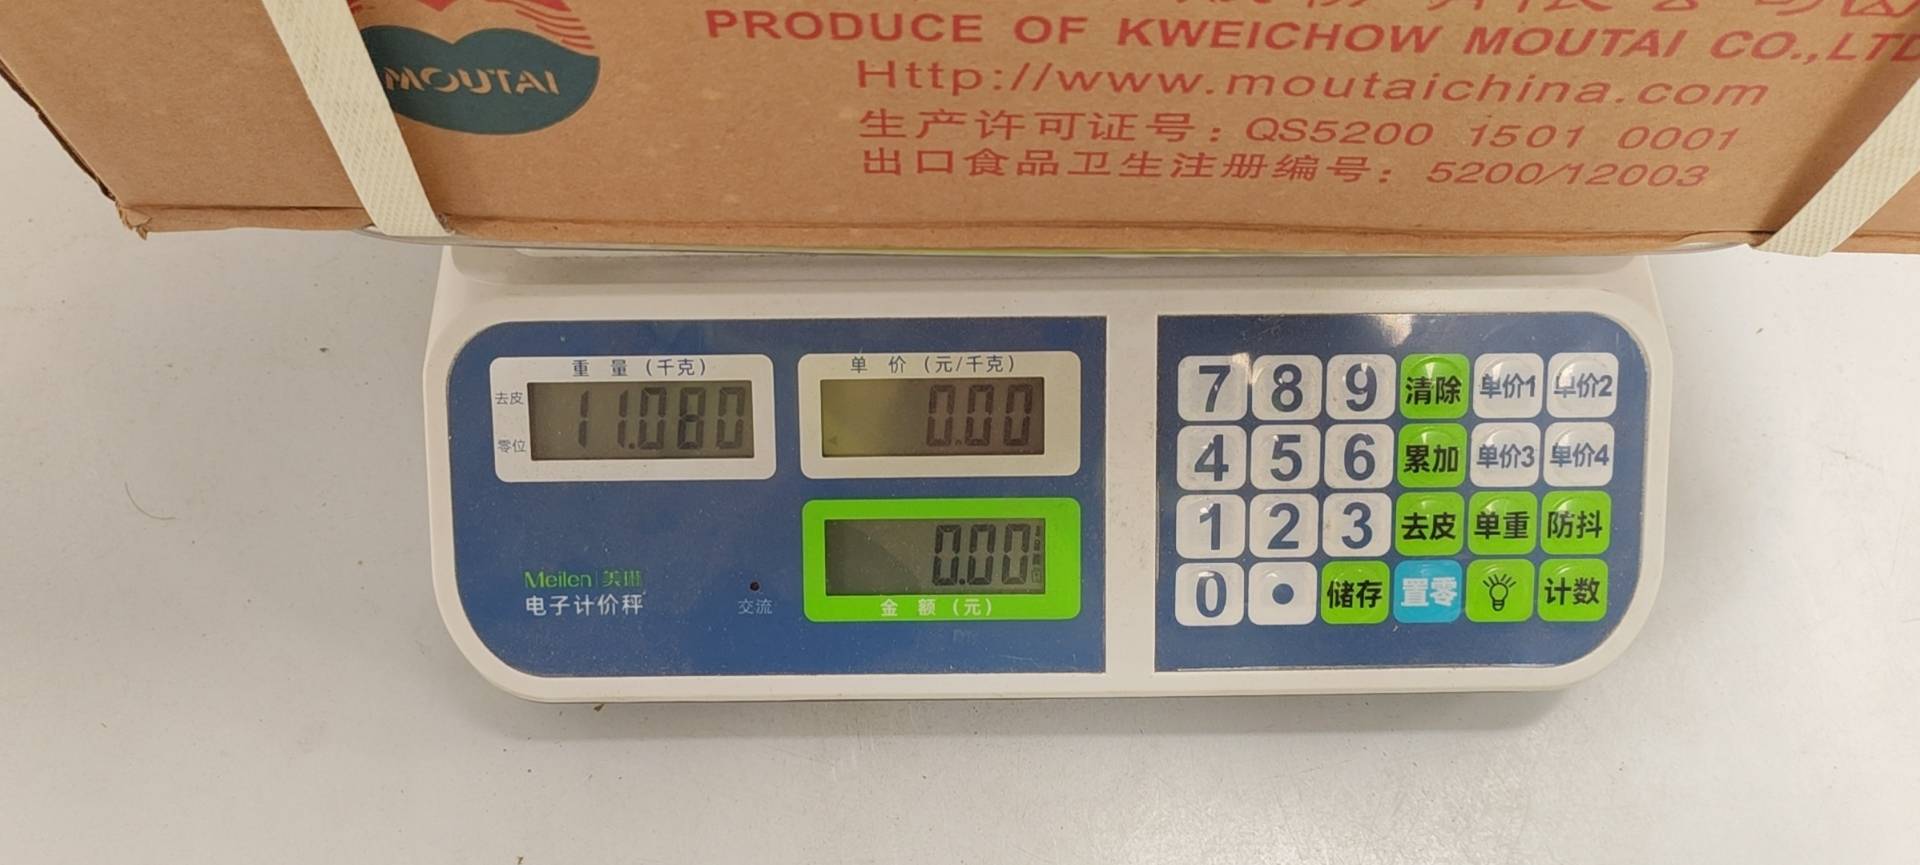 MOUTAI
PRODUCE OF KWEICHOW MOUTAI CO.,LTD
Http://www.moutaichina.com
生产许可证号：QS5200 1501 0001
出口食品卫生注册编号：5200/12003
重量(千克)
去皮
零位
11.080
单价(元/千克)
0.00
0.00
金额(元)
Meilen|美琳
电子计价秤
交流
7 8 9 清除 单价1 单价2
4 5 6 累加 单价3 单价4
1 2 3 去皮 单重 防抖
0 • 储存 置零 计数